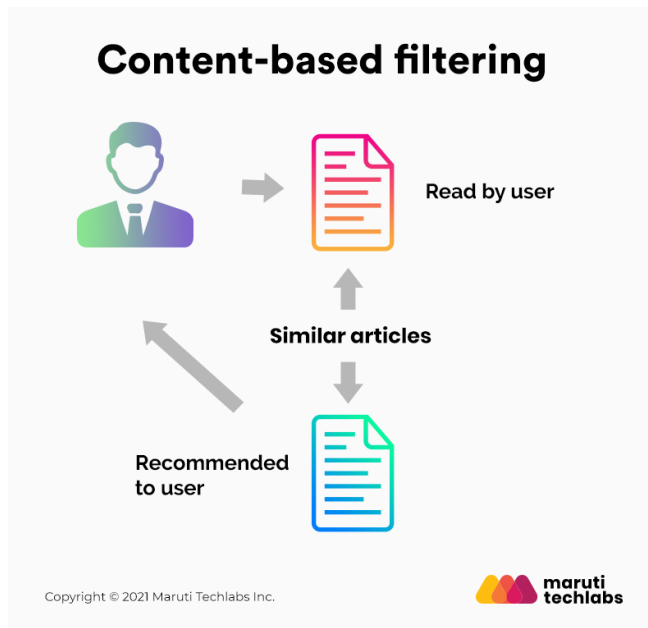 Content-based filtering
Read by user
Similar articles
Recommended
to user
Copyright © 2021 Maruti Techlabs Inc.
maruti
techlabs